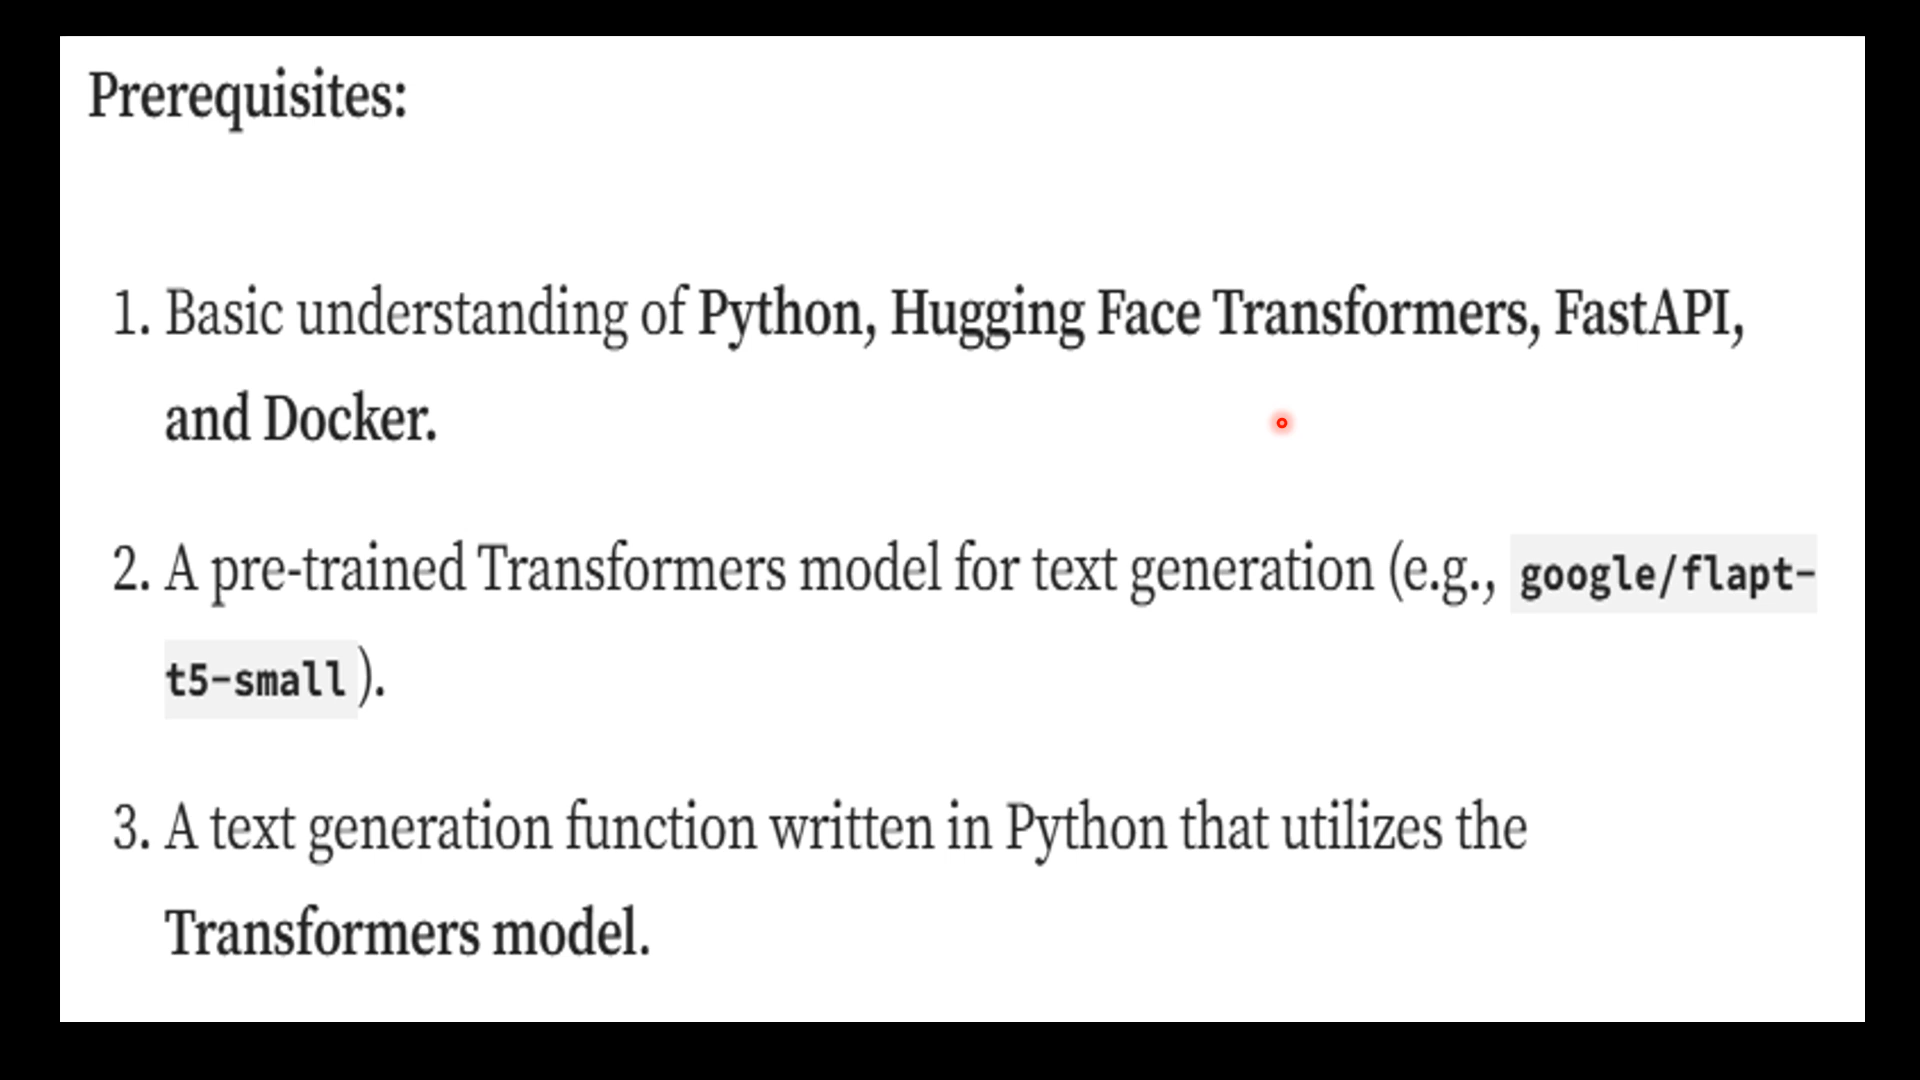 Prerequisites:
1. Basic understanding of Python, Hugging Face Transformers, FastAPI,
and Docker.
2. A pre-trained Transformers model for text generation (e.g., google/flapt-
t5-small ).
3. A text generation function written in Python that utilizes the
Transformers model.